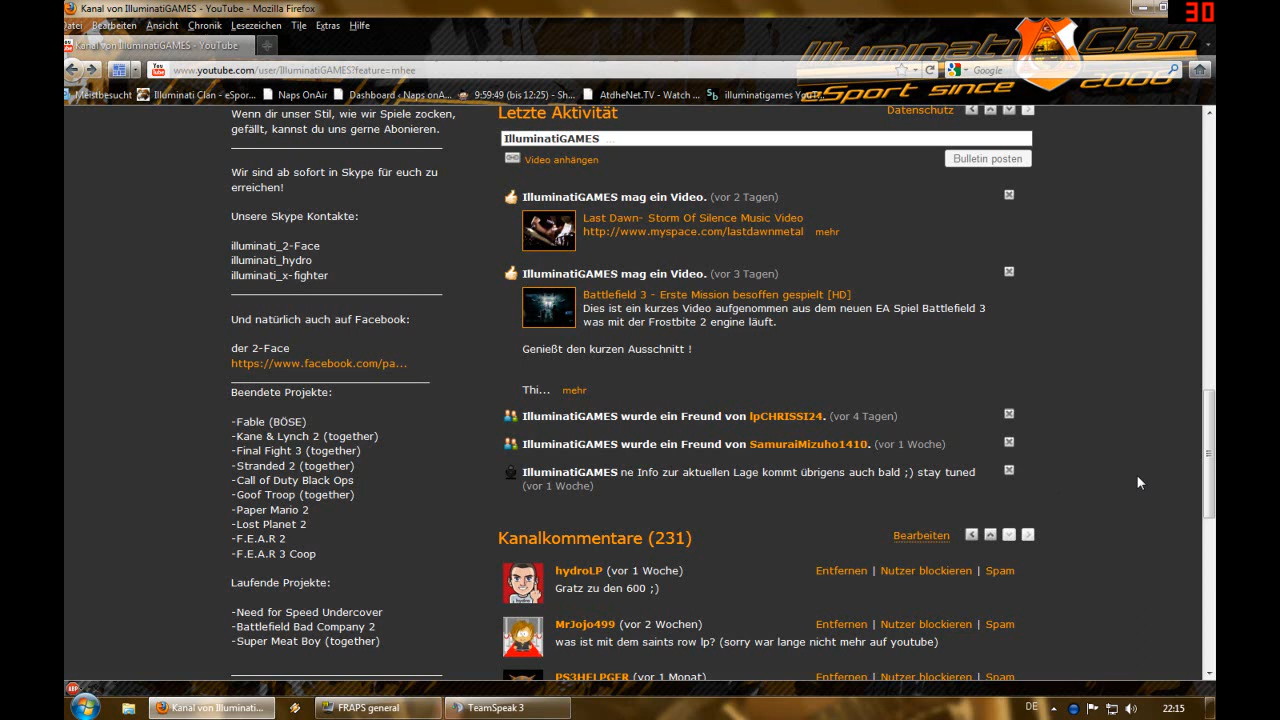 Kanal von IlluminatiGAMES - YouTube - Mozilla Firefox
30
Datei Bearbeiten Ansicht Chronik Lesezeichen Tile Extras Hilfe
Kanal von IlluminatiGAMES - YouTube
Illuminati Clan
eSport since 2008
www.youtube.com/user/IlluminatiGAMES?feature=mhee
Google
Meistbesucht Illuminati Clan - eSpor... Naps OnAir Dashboard ‹ Naps onA... 9:59:49 (bis 12:25) - Sh... AtdheNet.TV - Watch ... illuminatigames YouT...
Wenn dir unser Stil, wie wir Spiele zocken,
gefällt, kannst du uns gerne Abonieren.
Wir sind ab sofort in Skype für euch zu
erreichen!
Unsere Skype Kontakte:
illuminati_2-Face
illuminati_hydro
illuminati_x-fighter
Und natürlich auch auf Facebook:
der 2-Face
https://www.facebook.com/pa...
Beendete Projekte:
-Fable (BÖSE)
-Kane & Lynch 2 (together)
-Final Fight 3 (together)
-Stranded 2 (together)
-Call of Duty Black Ops
-Goof Troop (together)
-Paper Mario 2
-Lost Planet 2
-F.E.A.R 2
-F.E.A.R 3 Coop
Laufende Projekte:
-Need for Speed Undercover
-Battlefield Bad Company 2
-Super Meat Boy (together)
Letzte Aktivität
Datenschutz
IlluminatiGAMES ...
Video anhängen
Bulletin posten
IlluminatiGAMES mag ein Video. (vor 2 Tagen)
Last Dawn- Storm Of Silence Music Video
http://www.myspace.com/lastdawnmetal mehr
IlluminatiGAMES mag ein Video. (vor 3 Tagen)
Battlefield 3 - Erste Mission besoffen gespielt [HD]
Dies ist ein kurzes Video aufgenommen aus dem neuen EA Spiel Battlefield 3
was mit der Frostbite 2 engine läuft.
Genießt den kurzen Ausschnitt !
Thi... mehr
IlluminatiGAMES wurde ein Freund von lpCHRISSI24. (vor 4 Tagen)
IlluminatiGAMES wurde ein Freund von SamuraiMizuho1410. (vor 1 Woche)
IlluminatiGAMES ne Info zur aktuellen Lage kommt übrigens auch bald ;) stay tuned
(vor 1 Woche)
Kanalkommentare (231)
Bearbeiten
hydroLP (vor 1 Woche)
Entfernen | Nutzer blockieren | Spam
Gratz zu den 600 ;)
MrJojo499 (vor 2 Wochen)
Entfernen | Nutzer blockieren | Spam
was ist mit dem saints row lp? (sorry war lange nicht mehr auf youtube)
PS3HELPGER (vor 1 Monat)
Entfernen | Nutzer blockieren | Spam
Kanal von Illuminati...
FRAPS general
TeamSpeak 3
DE
22:15